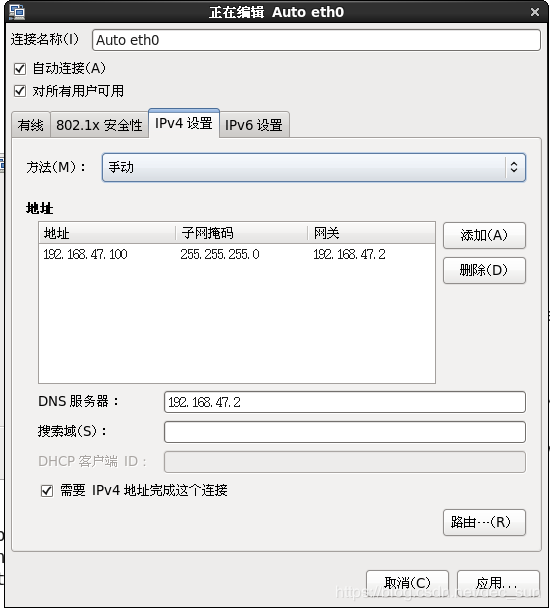 正在编辑 Auto eth0
连接名称(I) Auto eth0
自动连接(A)
对所有用户可用
有线 802.1x 安全性 IPv4 设置 IPv6 设置
方法(M)： 手动
地址
地址 子网掩码 网关
192.168.47.100 255.255.255.0 192.168.47.2
添加(A)
删除(D)
DNS 服务器： 192.168.47.2
搜索域(S)：
DHCP 客户端 ID：
需要 IPv4 地址完成这个连接
路由…(R)
取消(C) 应用...